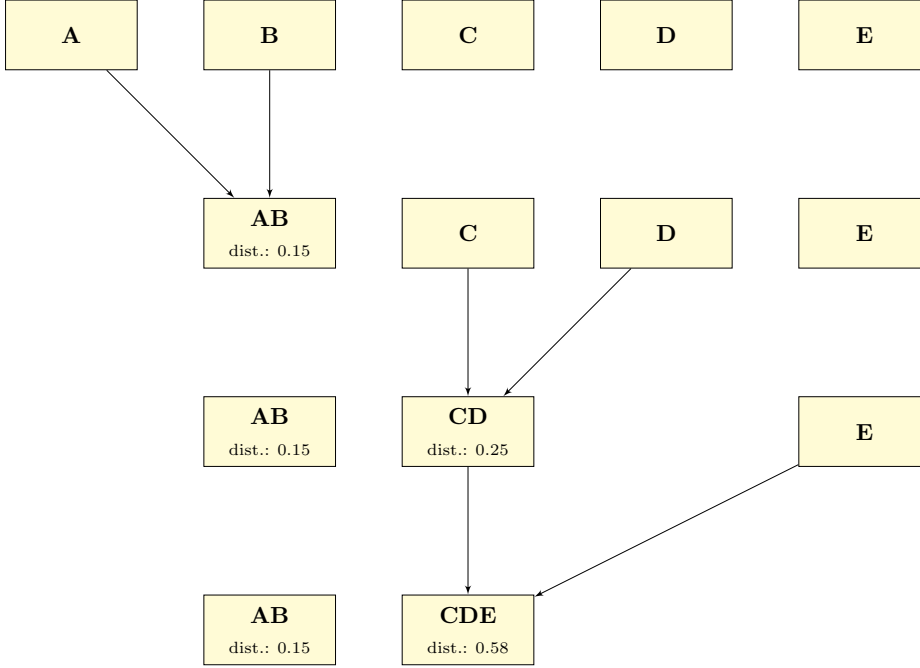 A
B
C
D
E
AB
dist.: 0.15
C
D
E
AB
dist.: 0.15
CD
dist.: 0.25
E
AB
dist.: 0.15
CDE
dist.: 0.58